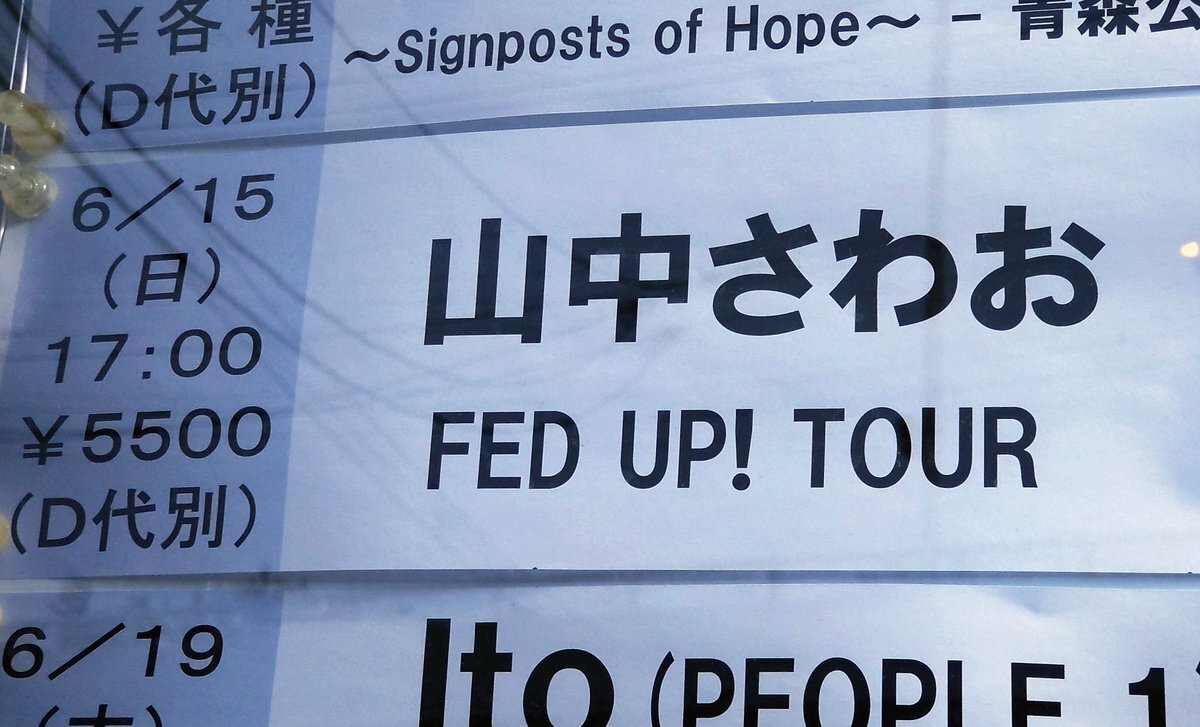 ¥各種
(D代別)
～Signposts of Hope～ - 青森公
6／15
(日)
17:00
¥5500
(D代別)
山中さわお
FED UP! TOUR
6／19
(木)
Ito (PEOPLE 1)